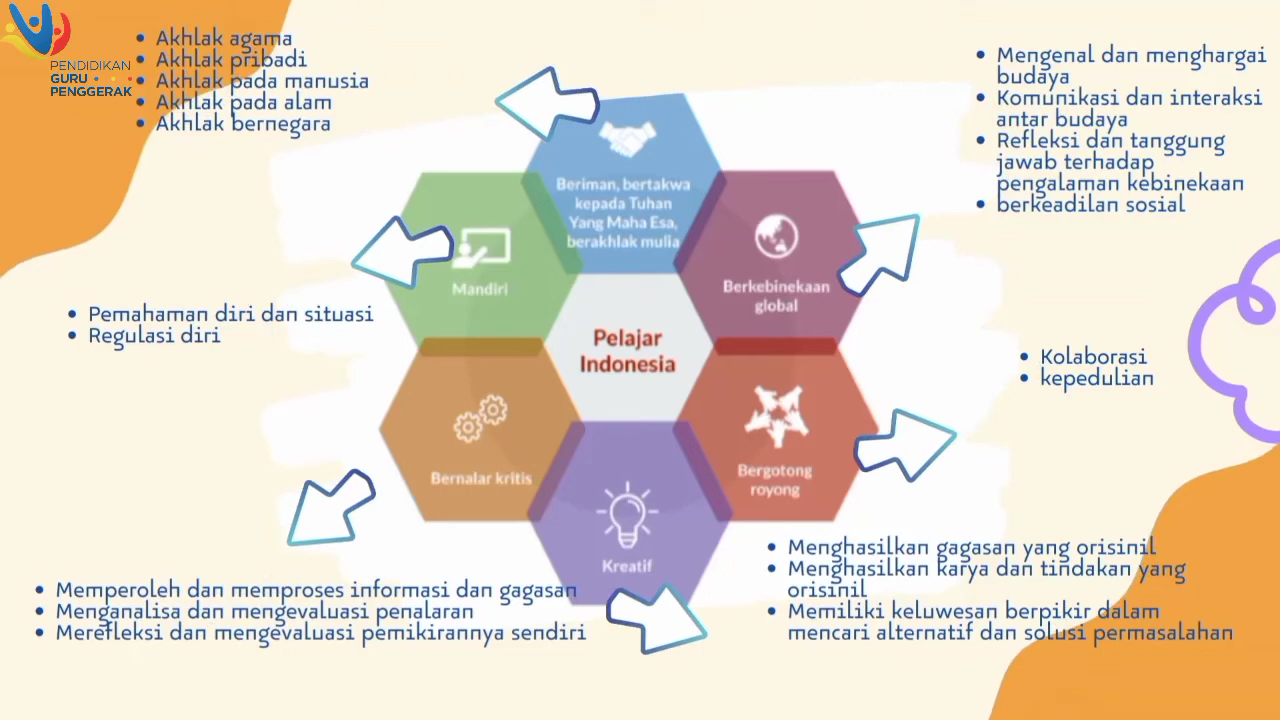 PENDIDIKAN
GURU
PENGGERAK
Akhlak agama
Akhlak pribadi
Akhlak pada manusia
Akhlak pada alam
Akhlak bernegara
Beriman, bertakwa
kepada Tuhan
Yang Maha Esa,
berakhlak mulia
Mengenal dan menghargai
budaya
Komunikasi dan interaksi
antar budaya
Refleksi dan tanggung
jawab terhadap
pengalaman kebinekaan
berkeadilan sosial
Mandiri
Berkebinekaan
global
Pemahaman diri dan situasi
Regulasi diri
Pelajar
Indonesia
Kolaborasi
kepedulian
Bernalar kritis
Bergotong
royong
Kreatif
Memperoleh dan memproses informasi dan gagasan
Menganalisa dan mengevaluasi penalaran
Merefleksi dan mengevaluasi pemikirannya sendiri
Menghasilkan gagasan yang orisinil
Menghasilkan karya dan tindakan yang
orisinil
Memiliki keluwesan berpikir dalam
mencari alternatif dan solusi permasalahan